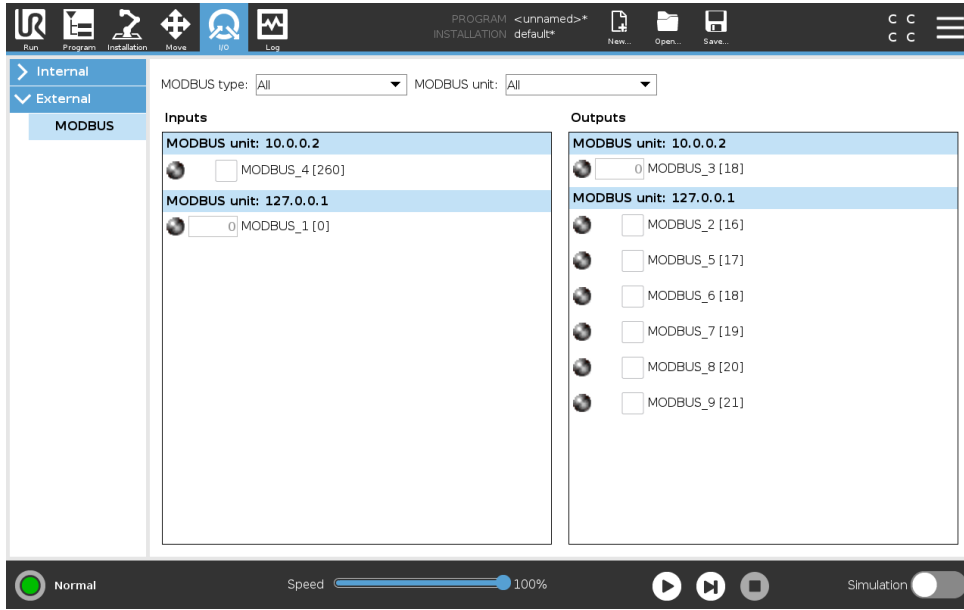 PROGRAM <unnamed>*
INSTALLATION default*
C C
C C
UR
Run
Program
Installation
Move
I/O
Log
New...
Open...
Save...
Internal
External
MODBUS
MODBUS type: All
MODBUS unit: All
Inputs
MODBUS unit: 10.0.0.2
MODBUS_4 [260]
MODBUS unit: 127.0.0.1
0 MODBUS_1 [0]
Outputs
MODBUS unit: 10.0.0.2
0 MODBUS_3 [18]
MODBUS unit: 127.0.0.1
MODBUS_2 [16]
MODBUS_5 [17]
MODBUS_6 [18]
MODBUS_7 [19]
MODBUS_8 [20]
MODBUS_9 [21]
Normal
Speed 100%
Simulation